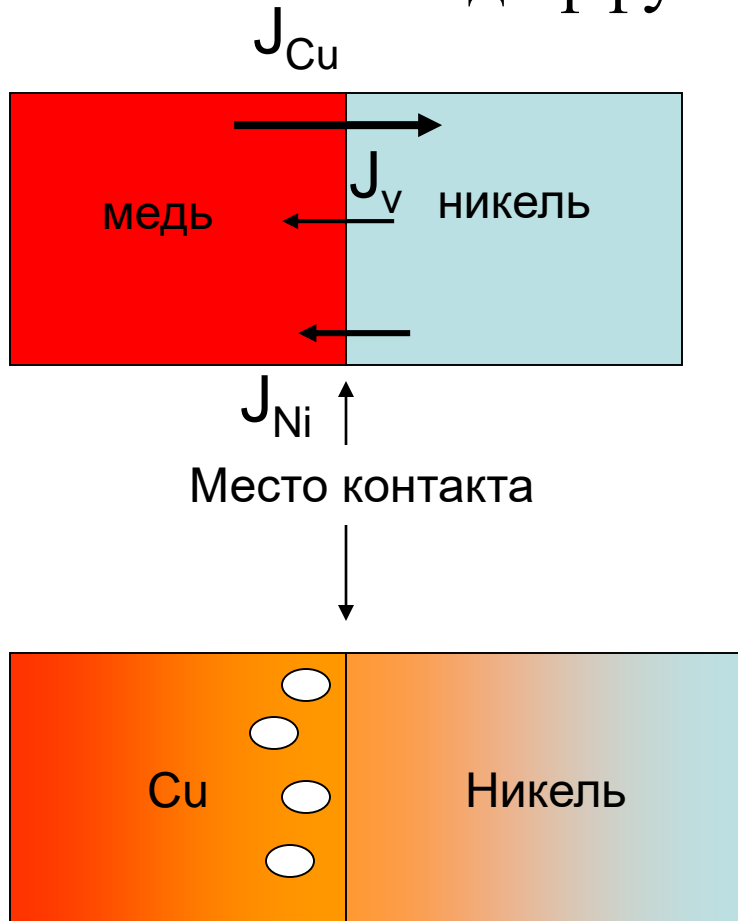 J_Cu
медь
J_v
никель
J_Ni
Место контакта
Cu
Никель